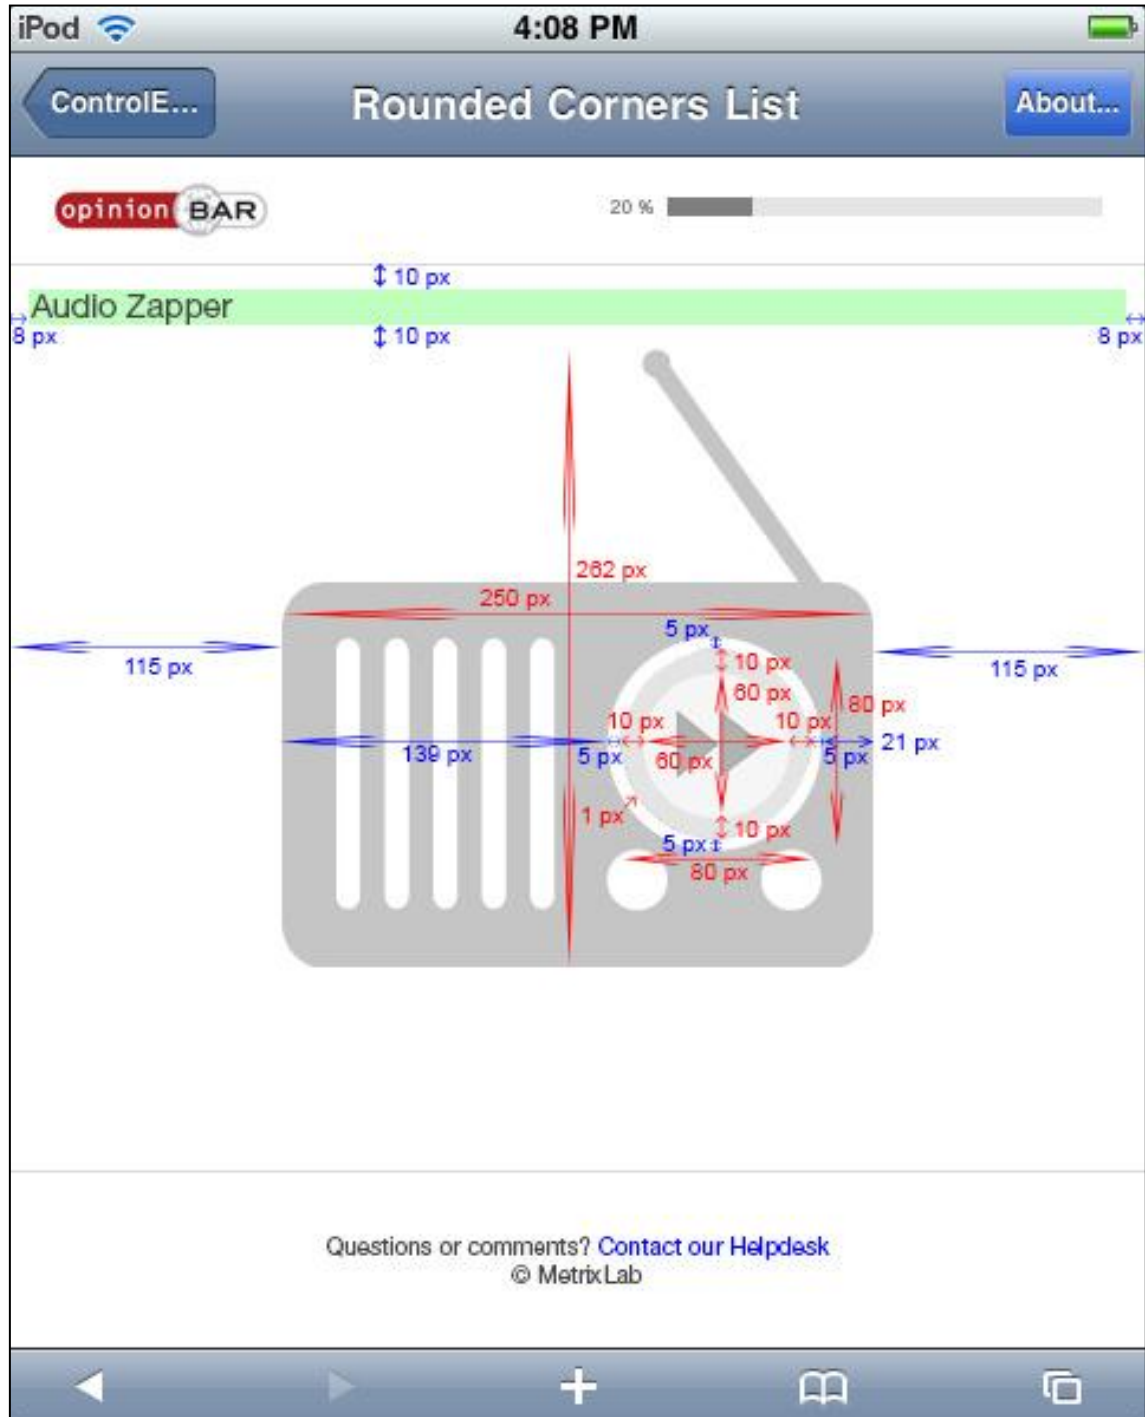 iPod 4:08 PM
ControlE... Rounded Corners List About...
opinion BAR 20 %
10 px
Audio Zapper
8 px 10 px 8 px
262 px
250 px
5 px
115 px 10 px 115 px
60 px 80 px
10 px 10 px
139 px 5 px 60 px 5 px 21 px
1 px 10 px
5 px
80 px
Questions or comments? Contact our Helpdesk
© MetrixLab